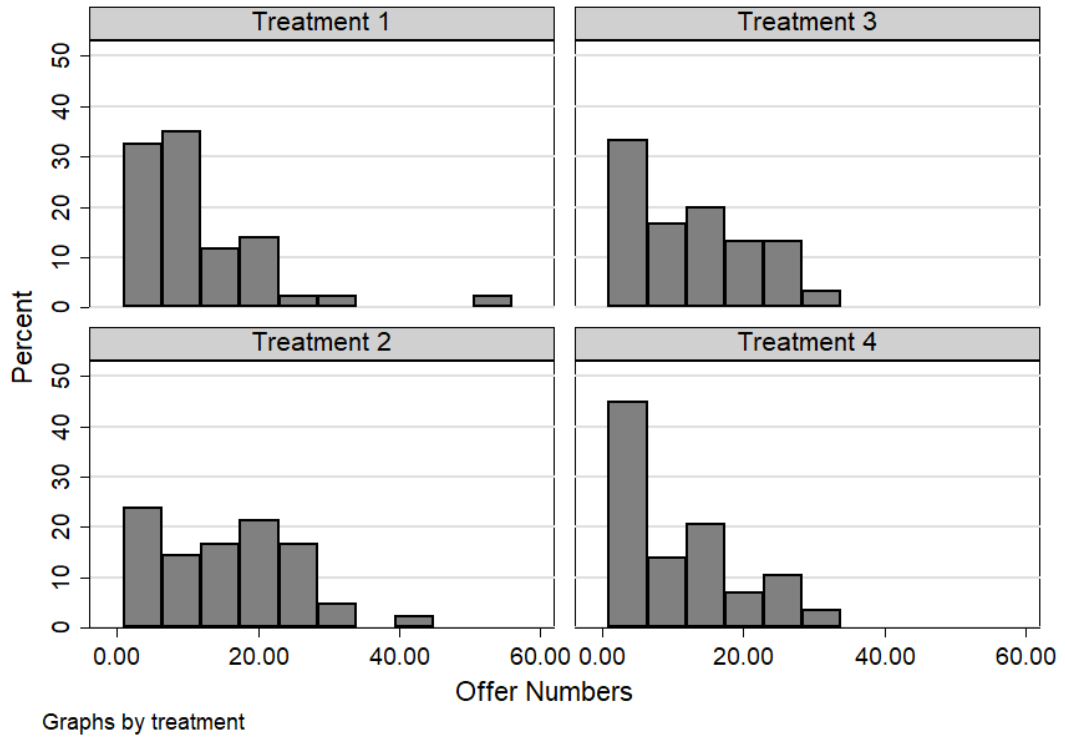 Treatment 1
Treatment 3
50
40
30
20
10
0
Treatment 2
Treatment 4
50
40
30
20
10
0
Percent
0.00 20.00 40.00 60.00 0.00 20.00 40.00 60.00
Offer Numbers
Graphs by treatment